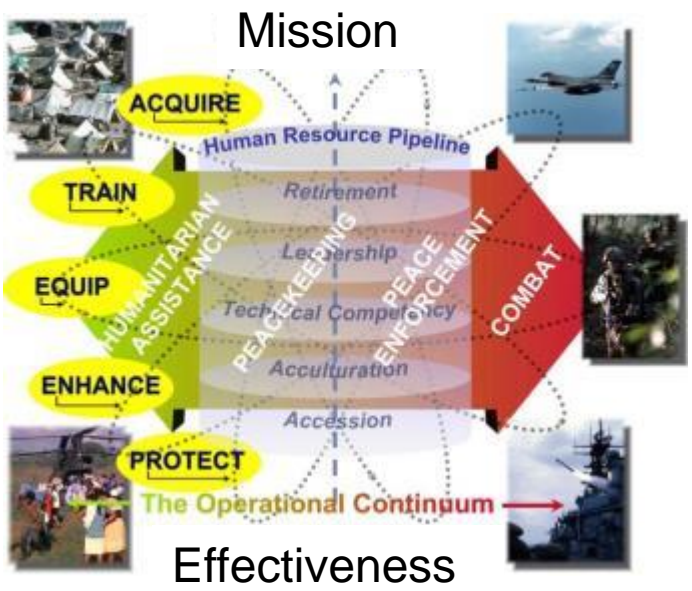 Mission
ACQUIRE
Human Resource Pipeline
TRAIN
Retirement
HUMANITARIAN
ASSISTANCE
PEACEKEEPING
PEACE
ENFORCEMENT
COMBAT
Leadership
EQUIP
Technical Competency
ENHANCE
Acculturation
Accession
PROTECT
The Operational Continuum
Effectiveness